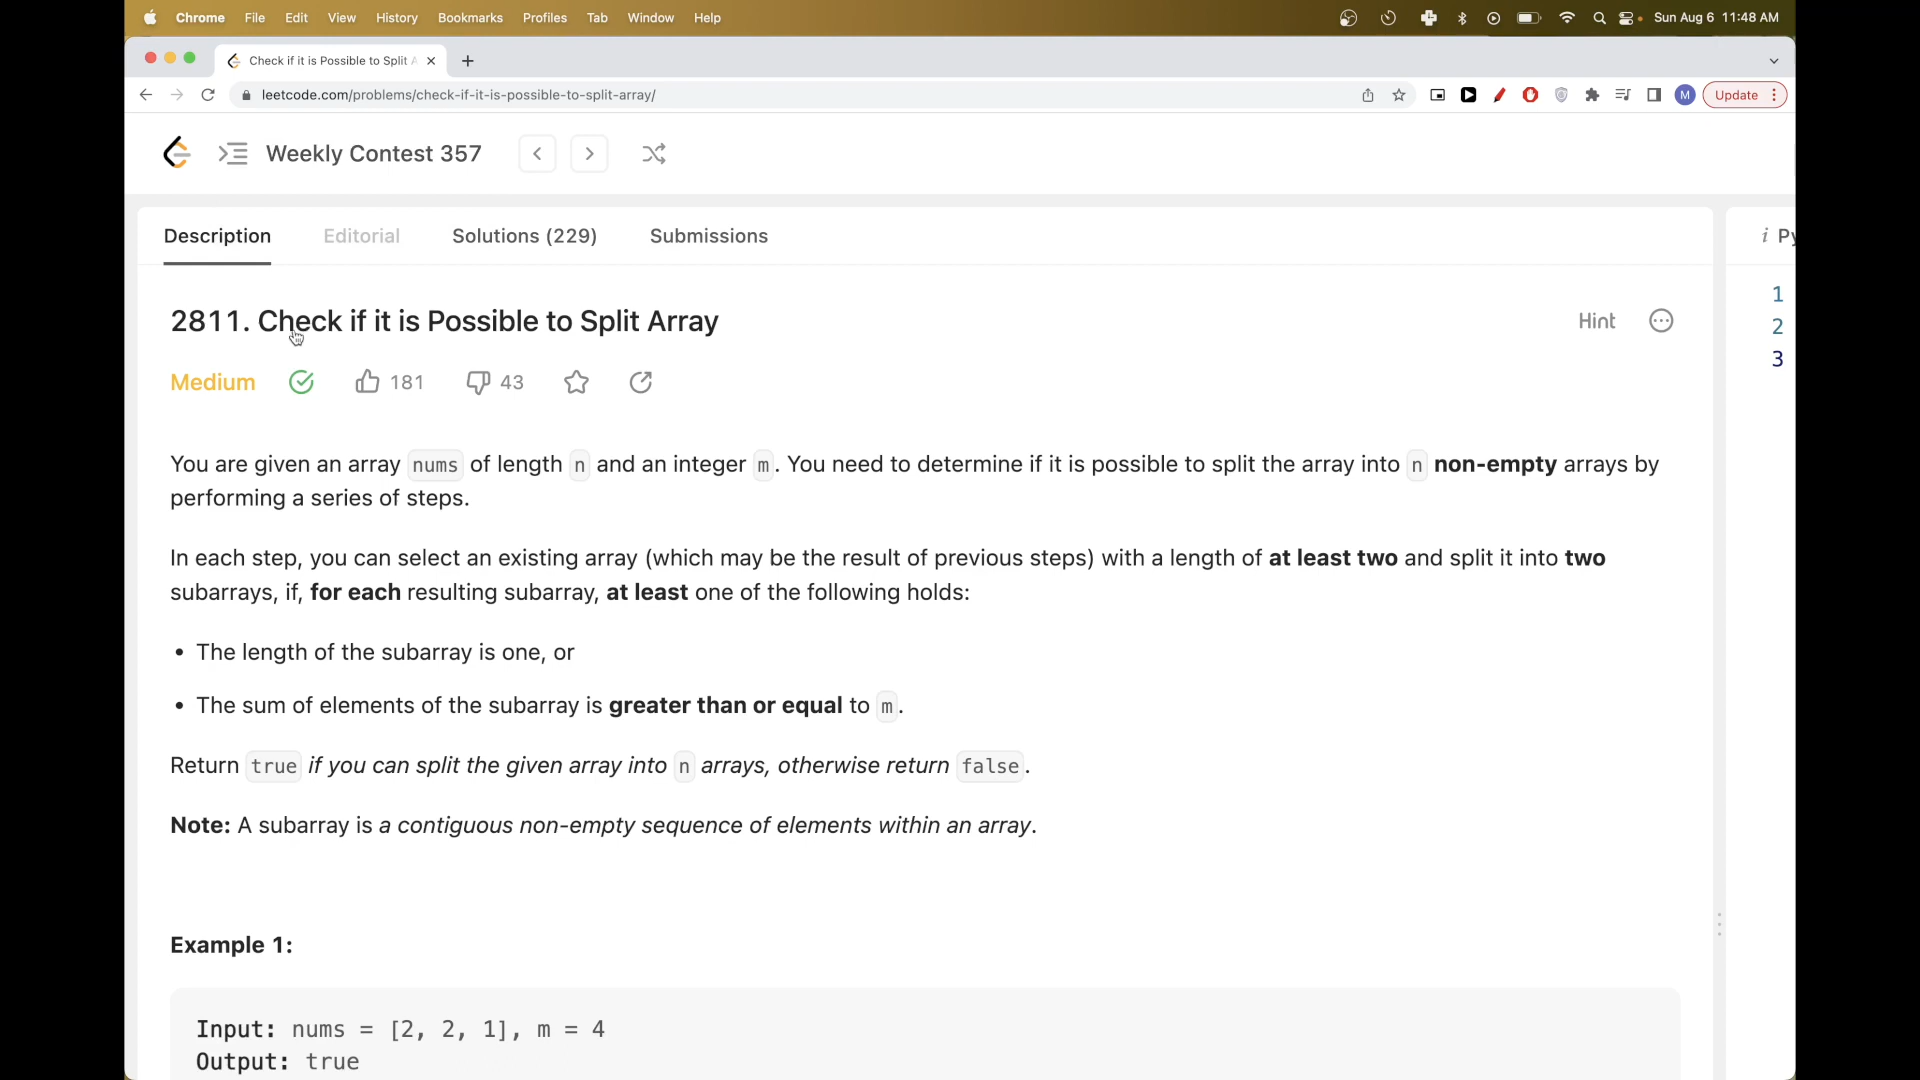 Chrome File Edit View History Bookmarks Profiles Tab Window Help Sun Aug 6 11:48 AM
Check if it is Possible to Split A
leetcode.com/problems/check-if-it-is-possible-to-split-array/ M Update
Weekly Contest 357
Description Editorial Solutions (229) Submissions i Py
2811. Check if it is Possible to Split Array Hint
Medium 181 43
You are given an array nums of length n and an integer m. You need to determine if it is possible to split the array into n non-empty arrays by
performing a series of steps.
In each step, you can select an existing array (which may be the result of previous steps) with a length of at least two and split it into two
subarrays, if, for each resulting subarray, at least one of the following holds:
• The length of the subarray is one, or
• The sum of elements of the subarray is greater than or equal to m.
Return true if you can split the given array into n arrays, otherwise return false.
Note: A subarray is a contiguous non-empty sequence of elements within an array.
Example 1:
Input: nums = [2, 2, 1], m = 4
Output: true
1
2
3